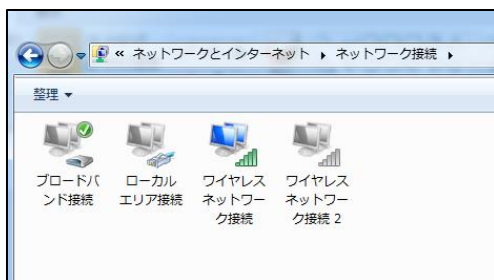 « ネットワークとインターネット ▸ ネットワーク接続 ▸
整理 ▼
ブロードバ
ンド接続
ローカル
エリア接続
ワイヤレス
ネットワー
ク接続
ワイヤレス
ネットワー
ク接続 2